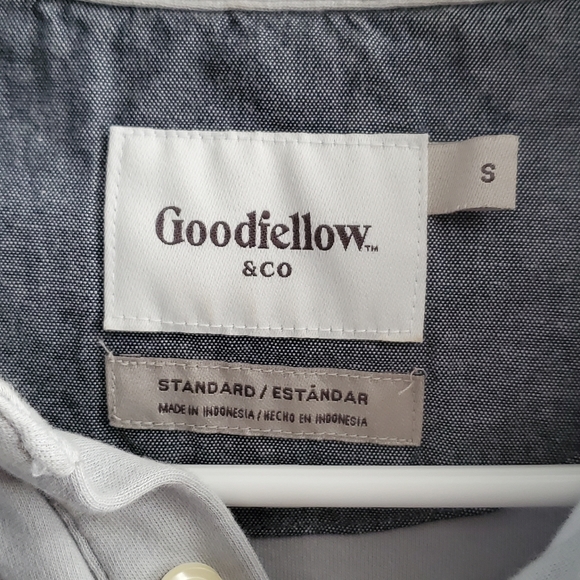 Goodfellow™
&CO
S
STANDARD / ESTÁNDAR
MADE IN INDONESIA / HECHO EN INDONESIA